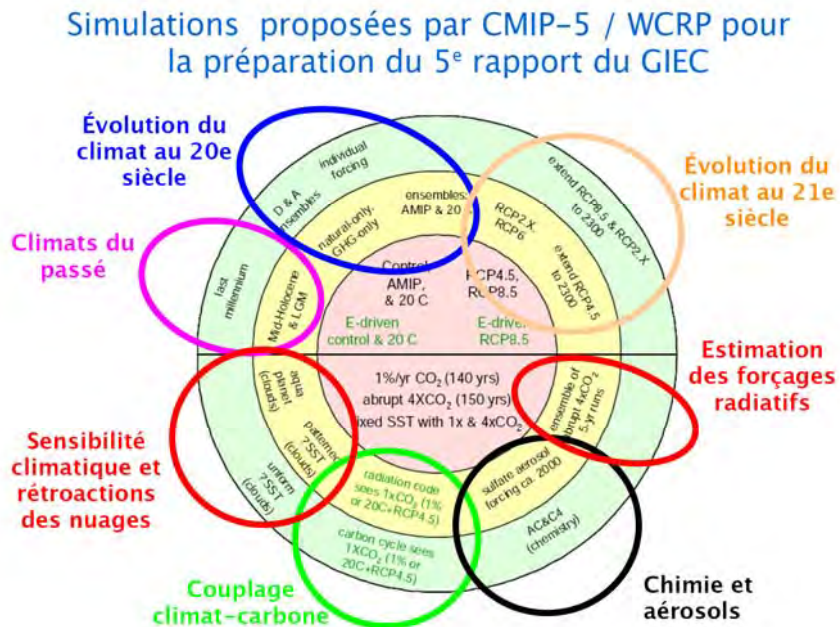 Simulations proposées par CMIP-5 / WCRP pour
la préparation du 5e rapport du GIEC
Évolution du
climat au 20e
siècle
Climats du
passé
Sensibilité
climatique et
rétroactions
des nuages
Couplage
climat-carbone
Évolution du
climat au 21e
siècle
Estimation
des forçages
radiatifs
Chimie et
aérosols
individual
forcing
D & A
last
millennium
extend RCP8.5 & RCP2.X
to 2300
natural-only,
GHG-only
ensembles:
AMIP & 20
RCP2.X,
RCP6
extend RCP4.5
to 2300
Mid-Holocene
& LGM
Control,
AMIP,
& 20 C
RCP4.5,
RCP8.5
E-driven
control & 20 C
RCP8.5
1%/yr CO2 (140 yrs)
abrupt 4XCO2 (150 yrs)
SST with 1x & 4xCO2
aqua
planet
(clouds)
?SST
(clouds)
uniform
?SST
(clouds)
radiation code
sees 1xCO2 (1%
or 20C+RCP4.5)
carbon cycle sees
1XCO2 (1% or
20C+RCP4.5)
ensemble of
4xCO2
5-yr runs
sulfate aerosol
forcing ca. 2000
AC&C4
(chemistry)